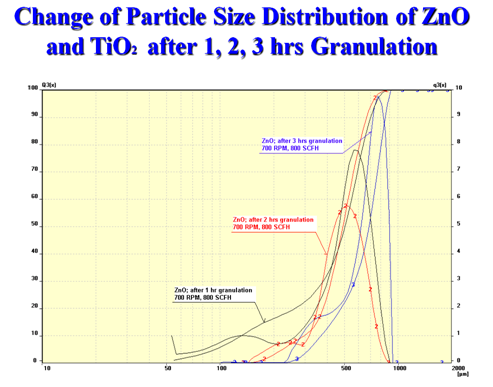 Change of Particle Size Distribution of ZnO
and TiO2 after 1, 2, 3 hrs Granulation
Q3(x) q3(x)
100 10
90 9
80 8
70 7
60 6
50 5
40 4
30 3
20 2
10 1
0 0
ZnO; after 3 hrs granulation
700 RPM, 800 SCFH
ZnO; after 2 hrs granulation
700 RPM, 800 SCFH
ZnO; after 1 hr granulation
700 RPM, 800 SCFH
10 50 100 500 1000 2000
[µm]